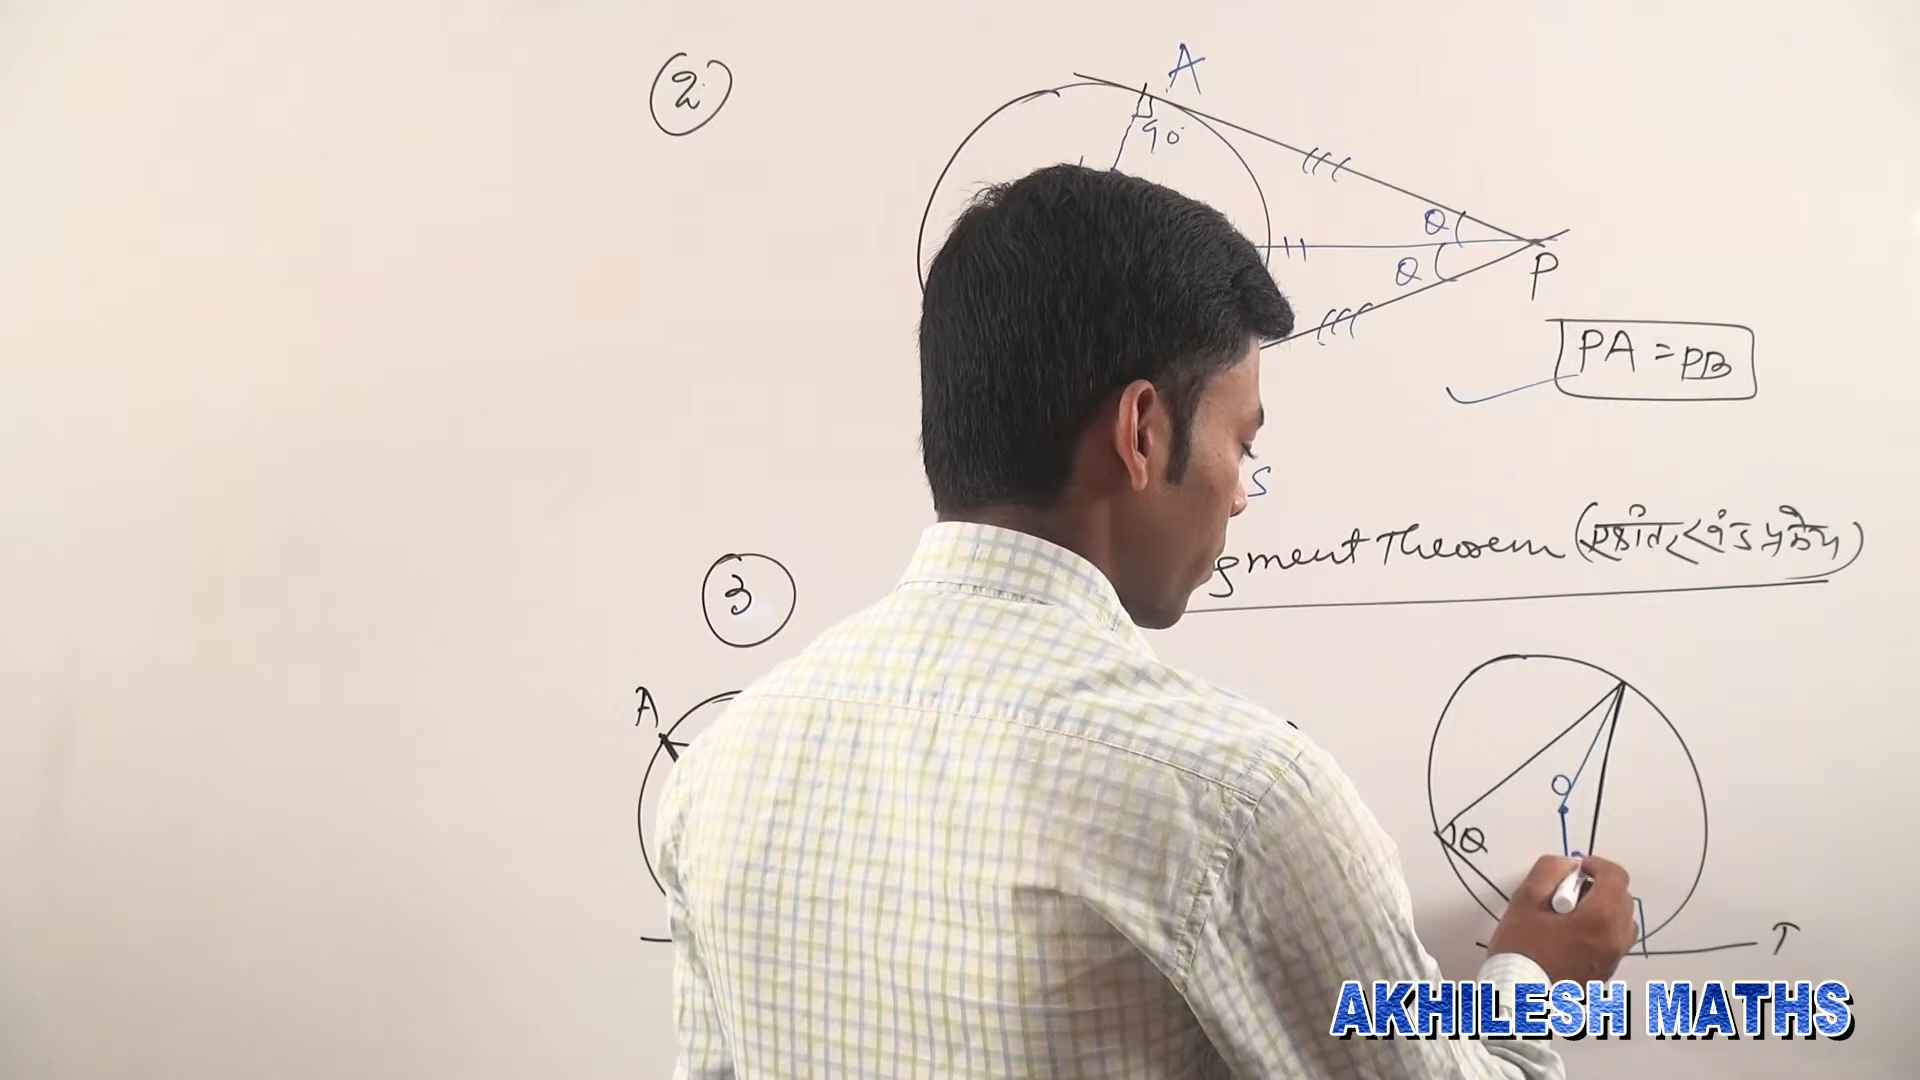 2
A
90°
θ
θ
P
PA = PB
S
gment Theorem (एकांतर खंड प्रमेय)
3
A
O
θ
T
AKHILESH MATHS